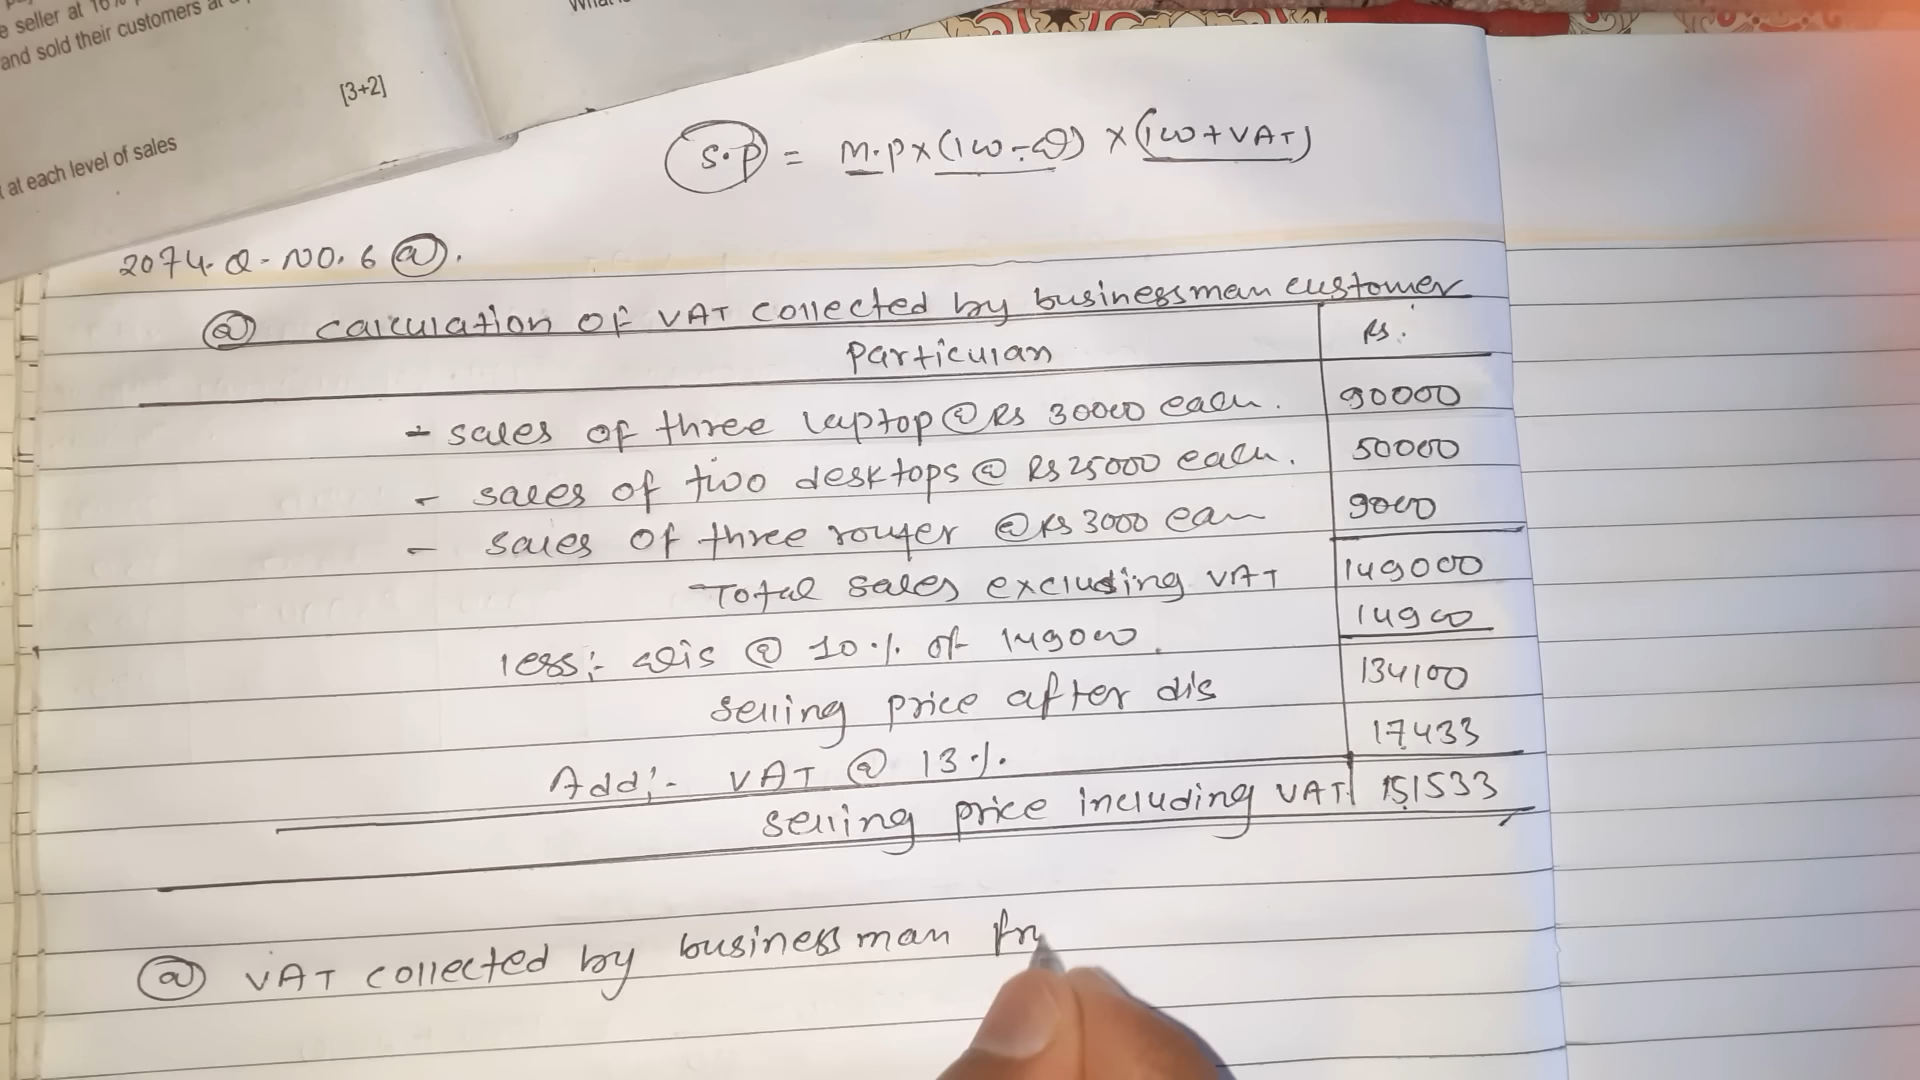 e seller at 10%
and sold their customers at a
[3+2]
at each level of sales
S.P = M.P x (100-D) x (100+VAT)
2074. Q. NO. 6 (a).
(a) calculation of VAT collected by businessman customer
Particular Rs.
- sales of three laptop @ Rs 30000 each. 90000
- sales of two desktops @ Rs 25000 each. 50000
- sales of three router @ Rs 3000 each 9000
Total sales excluding VAT 149000
less:- dis @ 10% of 149000. 14900
selling price after dis 134100
Add:- VAT @ 13%. 17433
selling price including VAT 151533
(a) VAT collected by businessman fr